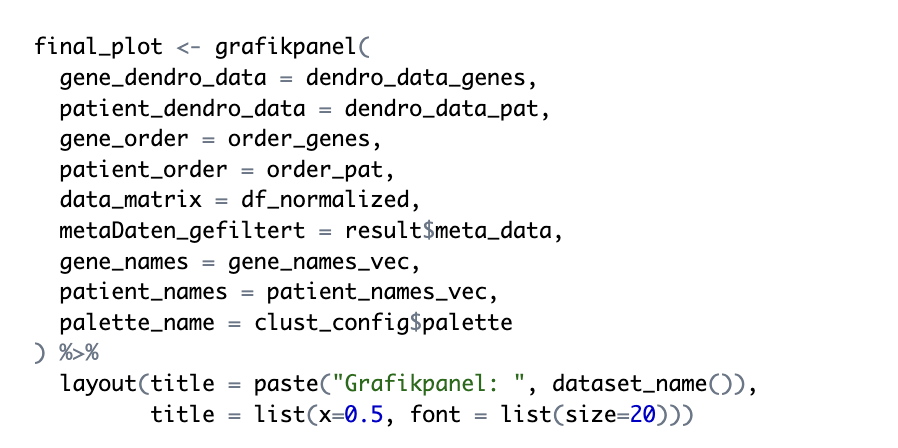 final_plot <- grafikpanel(
  gene_dendro_data = dendro_data_genes,
  patient_dendro_data = dendro_data_pat,
  gene_order = order_genes,
  patient_order = order_pat,
  data_matrix = df_normalized,
  metaDaten_gefiltert = result$meta_data,
  gene_names = gene_names_vec,
  patient_names = patient_names_vec,
  palette_name = clust_config$palette
) %>%
  layout(title = paste("Grafikpanel: ", dataset_name()),
         title = list(x=0.5, font = list(size=20)))